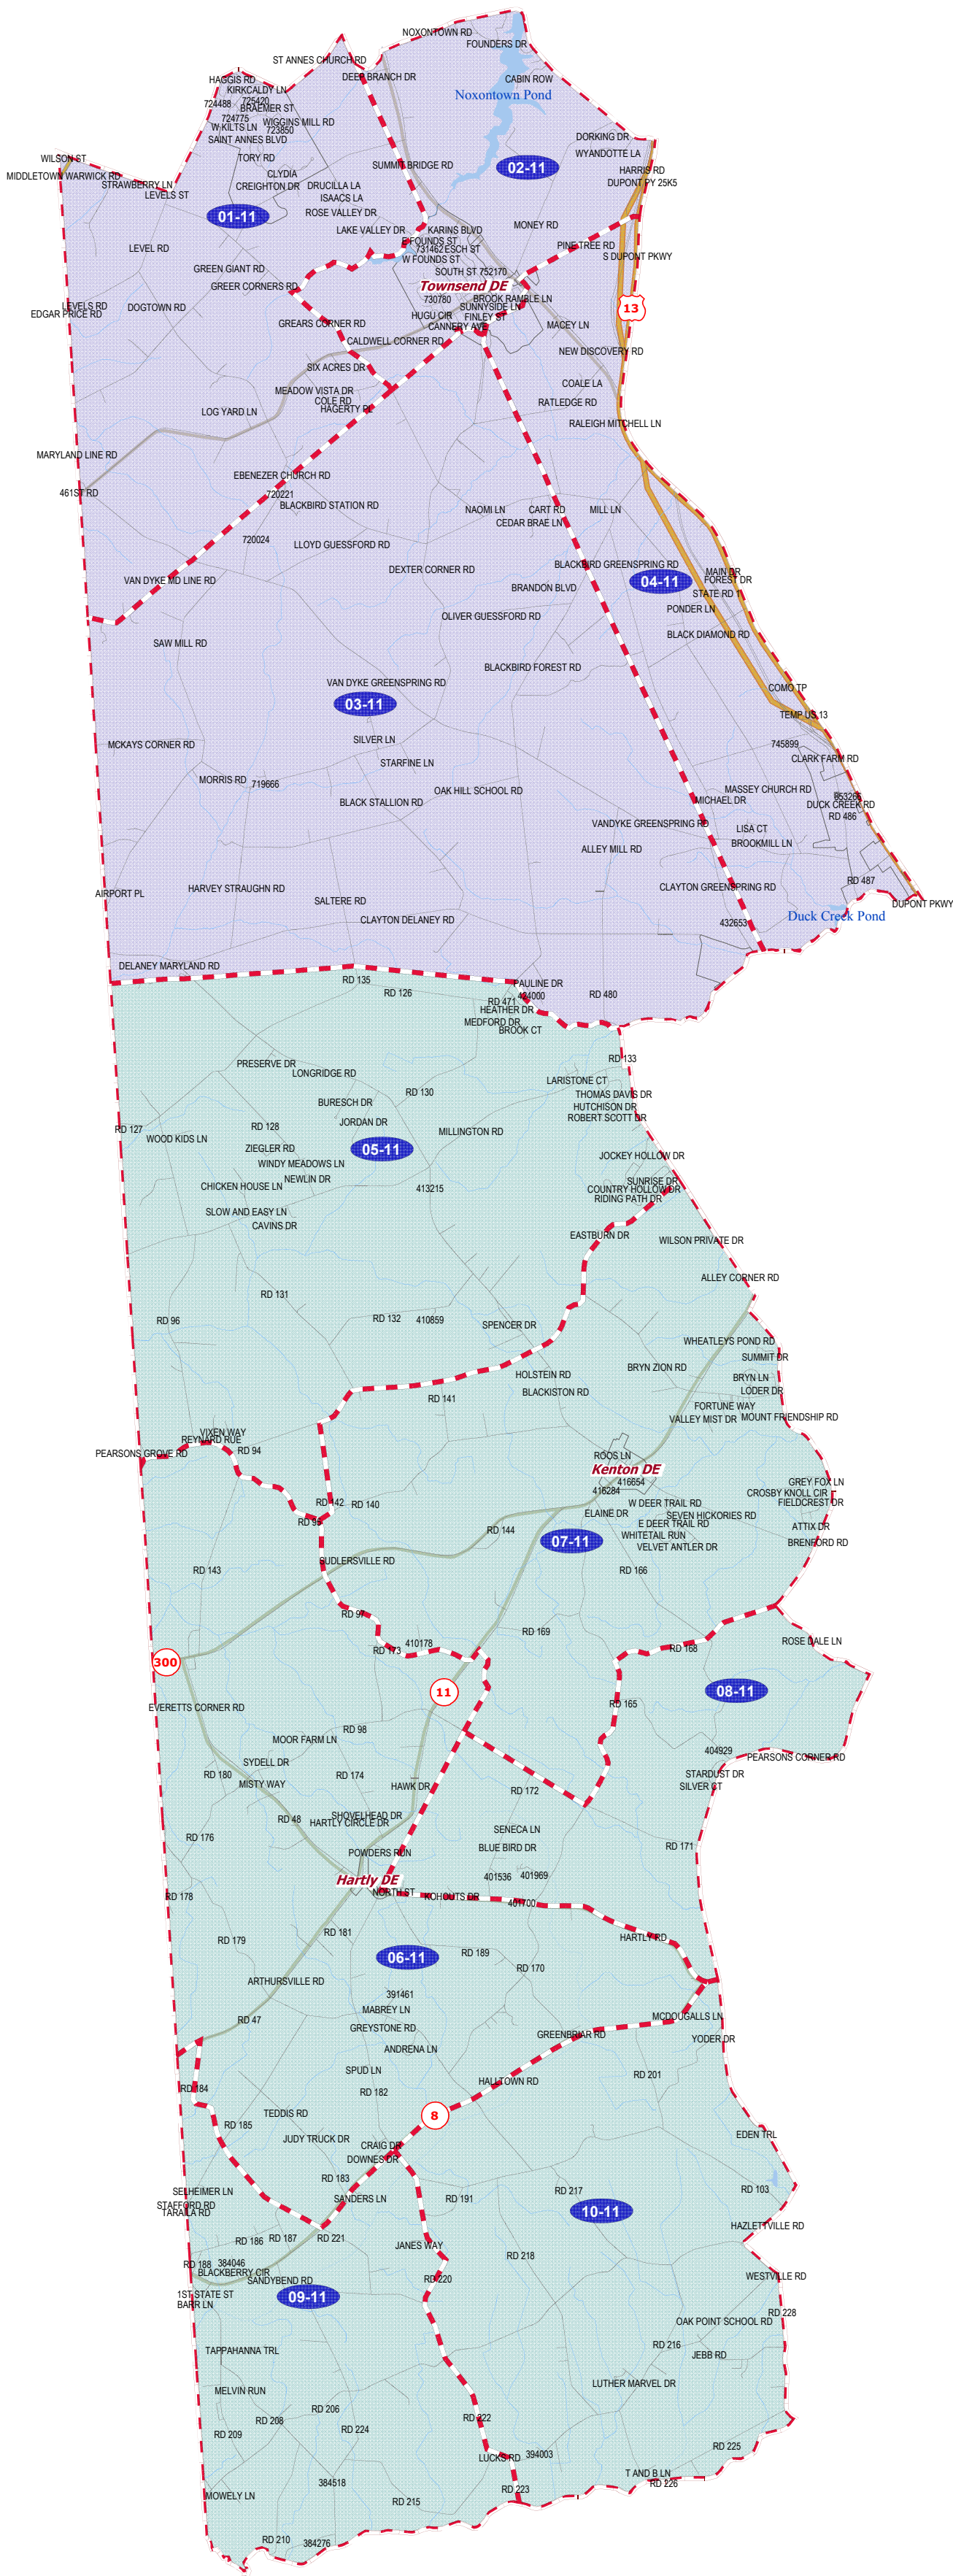 NOXONTOWN RD
FOUNDERS DR
ST ANNES CHURCH RD
DEEP BRANCH DR
HAGGIS RD
CABIN ROW
KIRKCALDY LN
Noxontown Pond
725420
724488
BRAEMER ST
724775
WIGGINS MILL RD
W KILTS LN
723850
DORKING DR
SAINT ANNES BLVD
WYANDOTTE LA
WILSON ST
TORY RD
SUMMIT BRIDGE RD
02-11
HARRIS RD
MIDDLETOWN WARWICK RD
CLYDIA
DUPONT PY 25K5
STRAWBERRY LN
CREIGHTON DR
DRUCILLA LA
LEVELS ST
ISAACS LA
01-11
ROSE VALLEY DR
MONEY RD
LAKE VALLEY DR
KARINS BLVD
E FOUNDS ST
PINE TREE RD
LEVEL RD
731462
ESCH ST
W FOUNDS ST
S DUPONT PKWY
GREEN GIANT RD
SOUTH ST
752170
GREER CORNERS RD
Townsend DE
730780
BROOK RAMBLE LN
LEVELS RD
DOGTOWN RD
SUNNYSIDE LN
13
EDGAR PRICE RD
HUGU CIR
FINLEY ST
GREARS CORNER RD
CANNERY AVE
MACEY LN
CALDWELL CORNER RD
NEW DISCOVERY RD
SIX ACRES DR
COALE LA
MEADOW VISTA DR
COLE RD
RATLEDGE RD
LOG YARD LN
HAGERTY PL
RALEIGH MITCHELL LN
MARYLAND LINE RD
EBENEZER CHURCH RD
461ST RD
720221
BLACKBIRD STATION RD
NAOMI LN
CART RD
MILL LN
CEDAR BRAE LN
720024
LLOYD GUESSFORD RD
BLACKBIRD GREENSPRING RD
DEXTER CORNER RD
MAIN DR
VAN DYKE MD LINE RD
04-11
FOREST DR
BRANDON BLVD
STATE RD 1
PONDER LN
OLIVER GUESSFORD RD
BLACK DIAMOND RD
SAW MILL RD
BLACKBIRD FOREST RD
VAN DYKE GREENSPRING RD
COMO TP
03-11
TEMP US 13
MCKAYS CORNER RD
SILVER LN
745899
STARFINE LN
CLARK FARM RD
MORRIS RD
719666
OAK HILL SCHOOL RD
MASSEY CHURCH RD
BLACK STALLION RD
MICHAEL DR
DUCK CREEK RD
RD 486
VANDYKE GREENSPRING RD
LISA CT
ALLEY MILL RD
BROOKMILL LN
AIRPORT PL
HARVEY STRAUGHN RD
CLAYTON GREENSPRING RD
RD 487
SALTERE RD
DUPONT PKWY
CLAYTON DELANEY RD
Duck Creek Pond
432653
DELANEY MARYLAND RD
RD 135
PAULINE DR
RD 126
424000
RD 480
RD 471
HEATHER DR
MEDFORD DR
BROOK CT
RD 133
PRESERVE DR
LONGRIDGE RD
LARISTONE CT
RD 130
THOMAS DAVIS DR
BURESCH DR
HUTCHISON DR
JORDAN DR
ROBERT SCOTT DR
RD 127
RD 128
MILLINGTON RD
WOOD KIDS LN
ZIEGLER RD
05-11
JOCKEY HOLLOW DR
WINDY MEADOWS LN
NEWLIN DR
SUNRISE DR
CHICKEN HOUSE LN
413215
COUNTRY HOLLOW DR
RIDING PATH DR
SLOW AND EASY LN
CAVINS DR
EASTBURN DR
WILSON PRIVATE DR
ALLEY CORNER RD
RD 131
RD 96
RD 132
410859
SPENCER DR
WHEATLEYS POND RD
SUMMIT DR
BRYN ZION RD
HOLSTEIN RD
BRYN LN
BLACKISTON RD
LODER DR
RD 141
FORTUNE WAY
MOUNT FRIENDSHIP RD
VALLEY MIST DR
VIXEN WAY
REYNARD RUE
PEARSONS GROVE RD
RD 94
ROOS LN
Kenton DE
416654
GREY FOX LN
416284
CROSBY KNOLL CIR
RD 142
RD 140
W DEER TRAIL RD
FIELDCREST DR
ELAINE DR
SEVEN HICKORIES RD
RD 95
E DEER TRAIL RD
ATTIX DR
RD 144
WHITETAIL RUN
07-11
VELVET ANTLER DR
BRENFORD RD
SUDLERSVILLE RD
RD 143
RD 166
RD 97
RD 169
410178
ROSE DALE LN
RD 173
RD 168
300
11
08-11
EVERETTS CORNER RD
RD 165
RD 98
MOOR FARM LN
404929
PEARSONS CORNER RD
SYDELL DR
RD 180
RD 174
STARDUST DR
MISTY WAY
HAWK DR
RD 172
SILVER CT
RD 48
SHOVELHEAD DR
HARTLY CIRCLE DR
SENECA LN
RD 176
BLUE BIRD DR
RD 171
POWDERS RUN
401536
401969
Hartly DE
RD 178
NORTH ST
KOHOUTS DR
401700
RD 181
HARTLY RD
RD 179
06-11
RD 189
RD 170
ARTHURSVILLE RD
391461
MABREY LN
RD 47
MCDOUGALLS LN
GREYSTONE RD
GREENBRIAR RD
YODER DR
ANDRENA LN
SPUD LN
RD 201
RD 184
RD 182
HALLTOWN RD
TEDDIS RD
8
RD 185
EDEN TRL
JUDY TRUCK DR
CRAIG DR
DOWNES DR
RD 183
SELHEIMER LN
SANDERS LN
RD 191
RD 217
RD 103
STAFFORD RD
TARAILA RD
10-11
HAZLETTVILLE RD
RD 186
RD 187
RD 221
JANES WAY
RD 218
RD 188
384046
BLACKBERRY CIR
SANDYBEND RD
RD 220
WESTVILLE RD
1ST STATE ST
09-11
BARR LN
RD 228
OAK POINT SCHOOL RD
TAPPAHANNA TRL
RD 216
JEBB RD
MELVIN RUN
LUTHER MARVEL DR
RD 206
RD 208
RD 222
RD 209
RD 224
RD 225
LUCKS RD
394003
T AND B LN
384518
RD 226
MOWELY LN
RD 223
RD 215
RD 210
384276